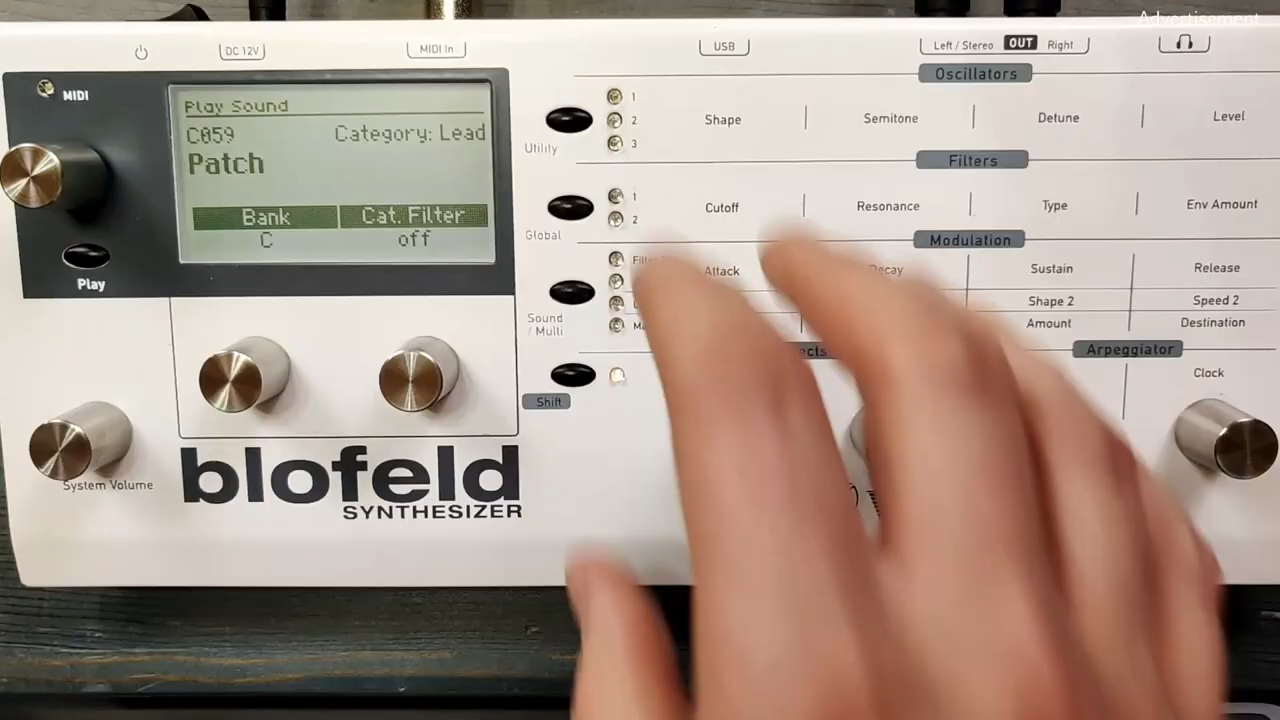 Advertisement
DC 12V
MIDI In
USB
Left / Stereo OUT Right
MIDI
Play Sound
C059 Category: Lead
Patch
Bank Cat. Filter
C off
Play
System Volume
blofeld
SYNTHESIZER
Oscillators
1
2
3
Utility
Shape Semitone Detune Level
Filters
1
2
Global
Cutoff Resonance Type Env Amount
Modulation
Attack Decay Sustain Release
Shape 2 Speed 2
Amount Destination
Sound
/ Multi
Arpeggiator
Clock
Shift